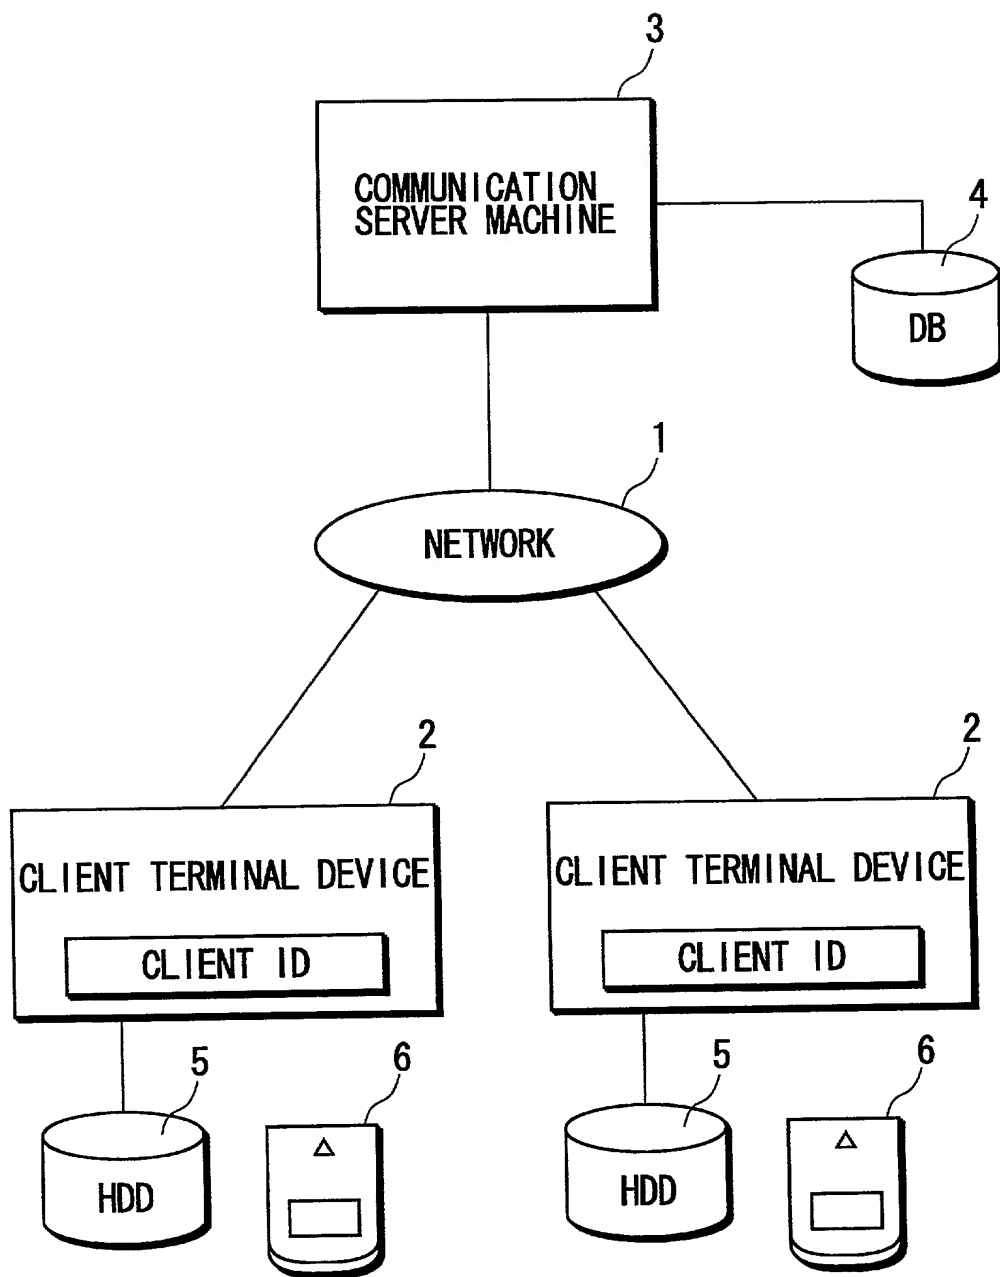 3
COMMUNICATION
SERVER MACHINE
4
DB
1
NETWORK
2
2
CLIENT TERMINAL DEVICE
CLIENT ID
CLIENT TERMINAL DEVICE
CLIENT ID
5
6
5
6
HDD
HDD